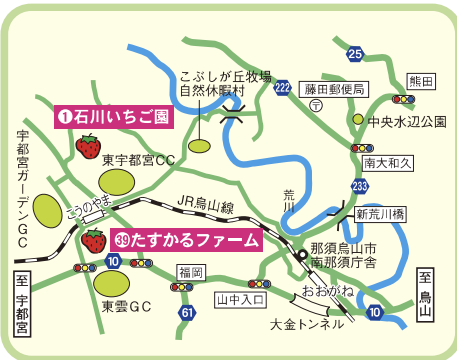 25
こぶしが丘牧場
自然休暇村
222
藤田郵便局
熊田
❶石川いちご園
中央水辺公園
宇都宮ガーデンGC
東宇都宮CC
南大和久
こうのやま
JR烏山線
荒川
233
新荒川橋
㊴たすかるファーム
那須烏山市
南那須庁舎
至 宇都宮
10
福岡
おおがね
至 烏山
東雲GC
山中入口
61
大金トンネル
10